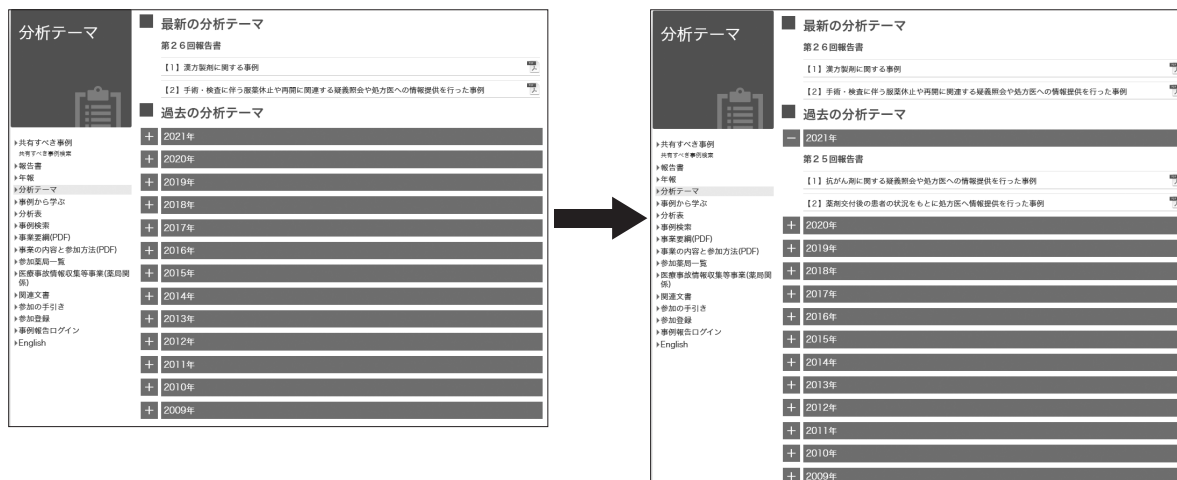 分析テーマ
▶共有すべき事例
共有すべき事例検索
▶報告書
▶年報
▶分析テーマ
▶事例から学ぶ
▶分析表
▶事例検索
▶事業要綱(PDF)
▶事業の内容と参加方法(PDF)
▶参加薬局一覧
▶医療事故情報収集等事業(薬局関
係)
▶関連文書
▶参加の手引き
▶参加登録
▶事例報告ログイン
▶English
最新の分析テーマ
第26回報告書
【1】漢方製剤に関する事例
【2】手術・検査に伴う服薬休止や再開に関連する疑義照会や処方医への情報提供を行った事例
過去の分析テーマ
+ 2021年
+ 2020年
+ 2019年
+ 2018年
+ 2017年
+ 2016年
+ 2015年
+ 2014年
+ 2013年
+ 2012年
+ 2011年
+ 2010年
+ 2009年
分析テーマ
▶共有すべき事例
共有すべき事例検索
▶報告書
▶年報
▶分析テーマ
▶事例から学ぶ
▶分析表
▶事例検索
▶事業要綱(PDF)
▶事業の内容と参加方法(PDF)
▶参加薬局一覧
▶医療事故情報収集等事業(薬局関
係)
▶関連文書
▶参加の手引き
▶参加登録
▶事例報告ログイン
▶English
最新の分析テーマ
第26回報告書
【1】漢方製剤に関する事例
【2】手術・検査に伴う服薬休止や再開に関連する疑義照会や処方医への情報提供を行った事例
過去の分析テーマ
− 2021年
第25回報告書
【1】抗がん剤に関する疑義照会や処方医への情報提供を行った事例
【2】薬剤交付後の患者の状況をもとに処方医へ情報提供を行った事例
+ 2020年
+ 2019年
+ 2018年
+ 2017年
+ 2016年
+ 2015年
+ 2014年
+ 2013年
+ 2012年
+ 2011年
+ 2010年
+ 2009年